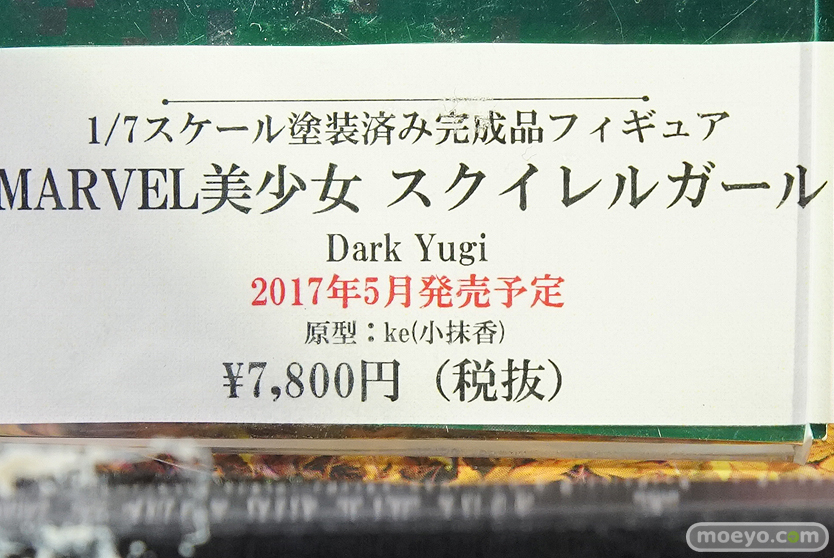 1/7スケール塗装済み完成品フィギュア
MARVEL美少女 スクイレルガール
Dark Yugi
2017年5月発売予定
原型：ke(小抹香)
¥7,800円（税抜）
moeyo.com